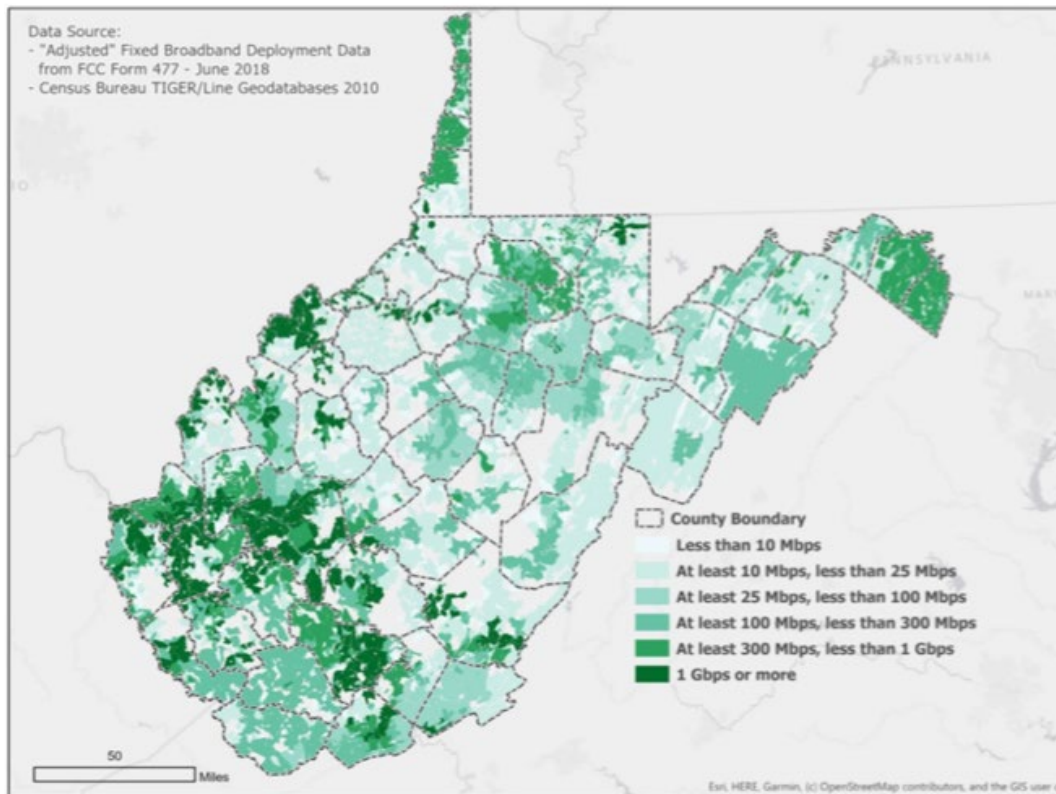 Data Source:
- "Adjusted" Fixed Broadband Deployment Data
from FCC Form 477 - June 2018
- Census Bureau TIGER/Line Geodatabases 2010
PENNSYLVANIA
IO
MAR
County Boundary
Less than 10 Mbps
At least 10 Mbps, less than 25 Mbps
At least 25 Mbps, less than 100 Mbps
At least 100 Mbps, less than 300 Mbps
At least 300 Mbps, less than 1 Gbps
1 Gbps or more
50
Miles
Esri, HERE, Garmin, (c) OpenStreetMap contributors, and the GIS user